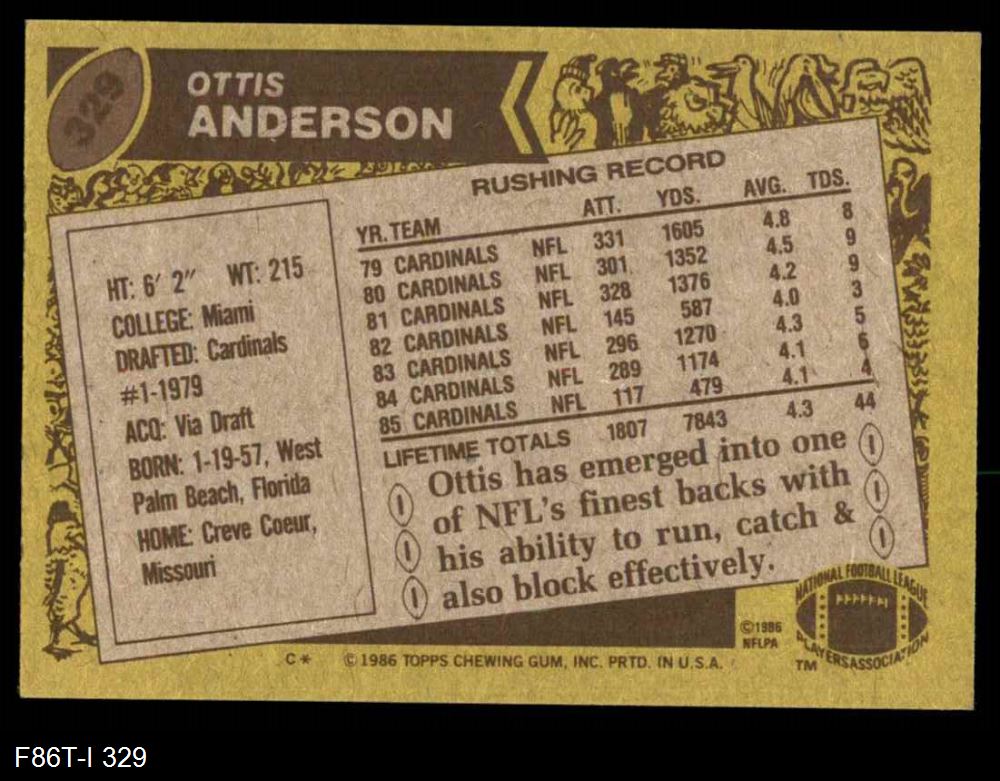 329
OTTIS
ANDERSON
RUSHING RECORD
YR. TEAM ATT. YDS. AVG. TDS.
79 CARDINALS NFL 331 1605 4.8 8
80 CARDINALS NFL 301 1352 4.5 9
81 CARDINALS NFL 328 1376 4.2 9
82 CARDINALS NFL 145 587 4.0 3
83 CARDINALS NFL 296 1270 4.3 5
84 CARDINALS NFL 289 1174 4.1 6
85 CARDINALS NFL 117 479 4.1 4
LIFETIME TOTALS 1807 7843 4.3 44
HT: 6' 2" WT: 215
COLLEGE: Miami
DRAFTED: Cardinals
#1-1979
ACQ: Via Draft
BORN: 1-19-57, West
Palm Beach, Florida
HOME: Creve Coeur,
Missouri
Ottis has emerged into one
of NFL's finest backs with
his ability to run, catch &
also block effectively.
©1986
NFLPA
NATIONAL FOOTBALL LEAGUE
PLAYERS ASSOCIATION
TM
C* © 1986 TOPPS CHEWING GUM, INC. PRTD. IN U.S.A.
F86T-I 329